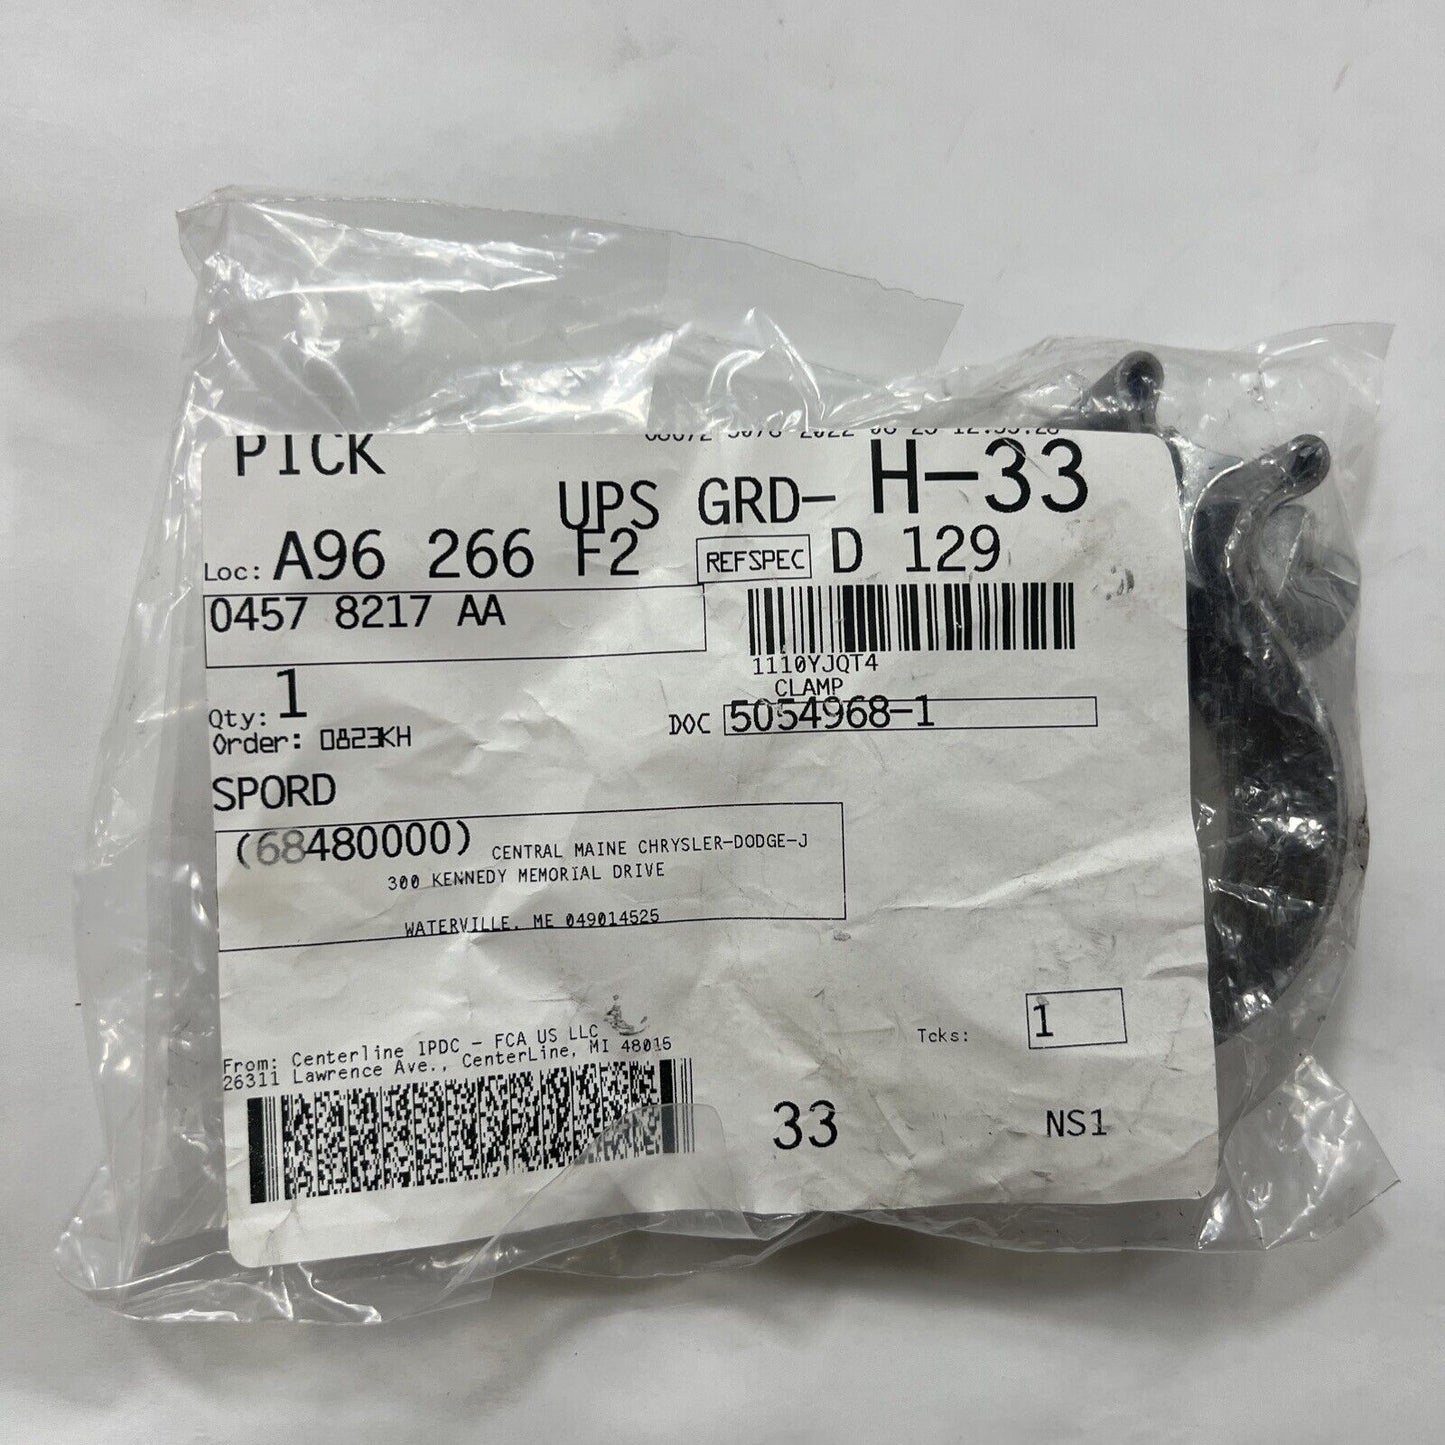 PICK
UPS GRD- H-33
Loc: A96 266 F2 REFSPEC D 129
0457 8217 AA
1110YJQT4
CLAMP
Qty: 1
DOC 5054968-1
Order: 0823KH
SPORD
(68480000) CENTRAL MAINE CHRYSLER-DODGE-J
300 KENNEDY MEMORIAL DRIVE
WATERVILLE, ME 049014525
Tcks: 1
From: Centerline IPDC - FCA US LLC
26311 Lawrence Ave., CenterLine, MI 48015
33 NS1